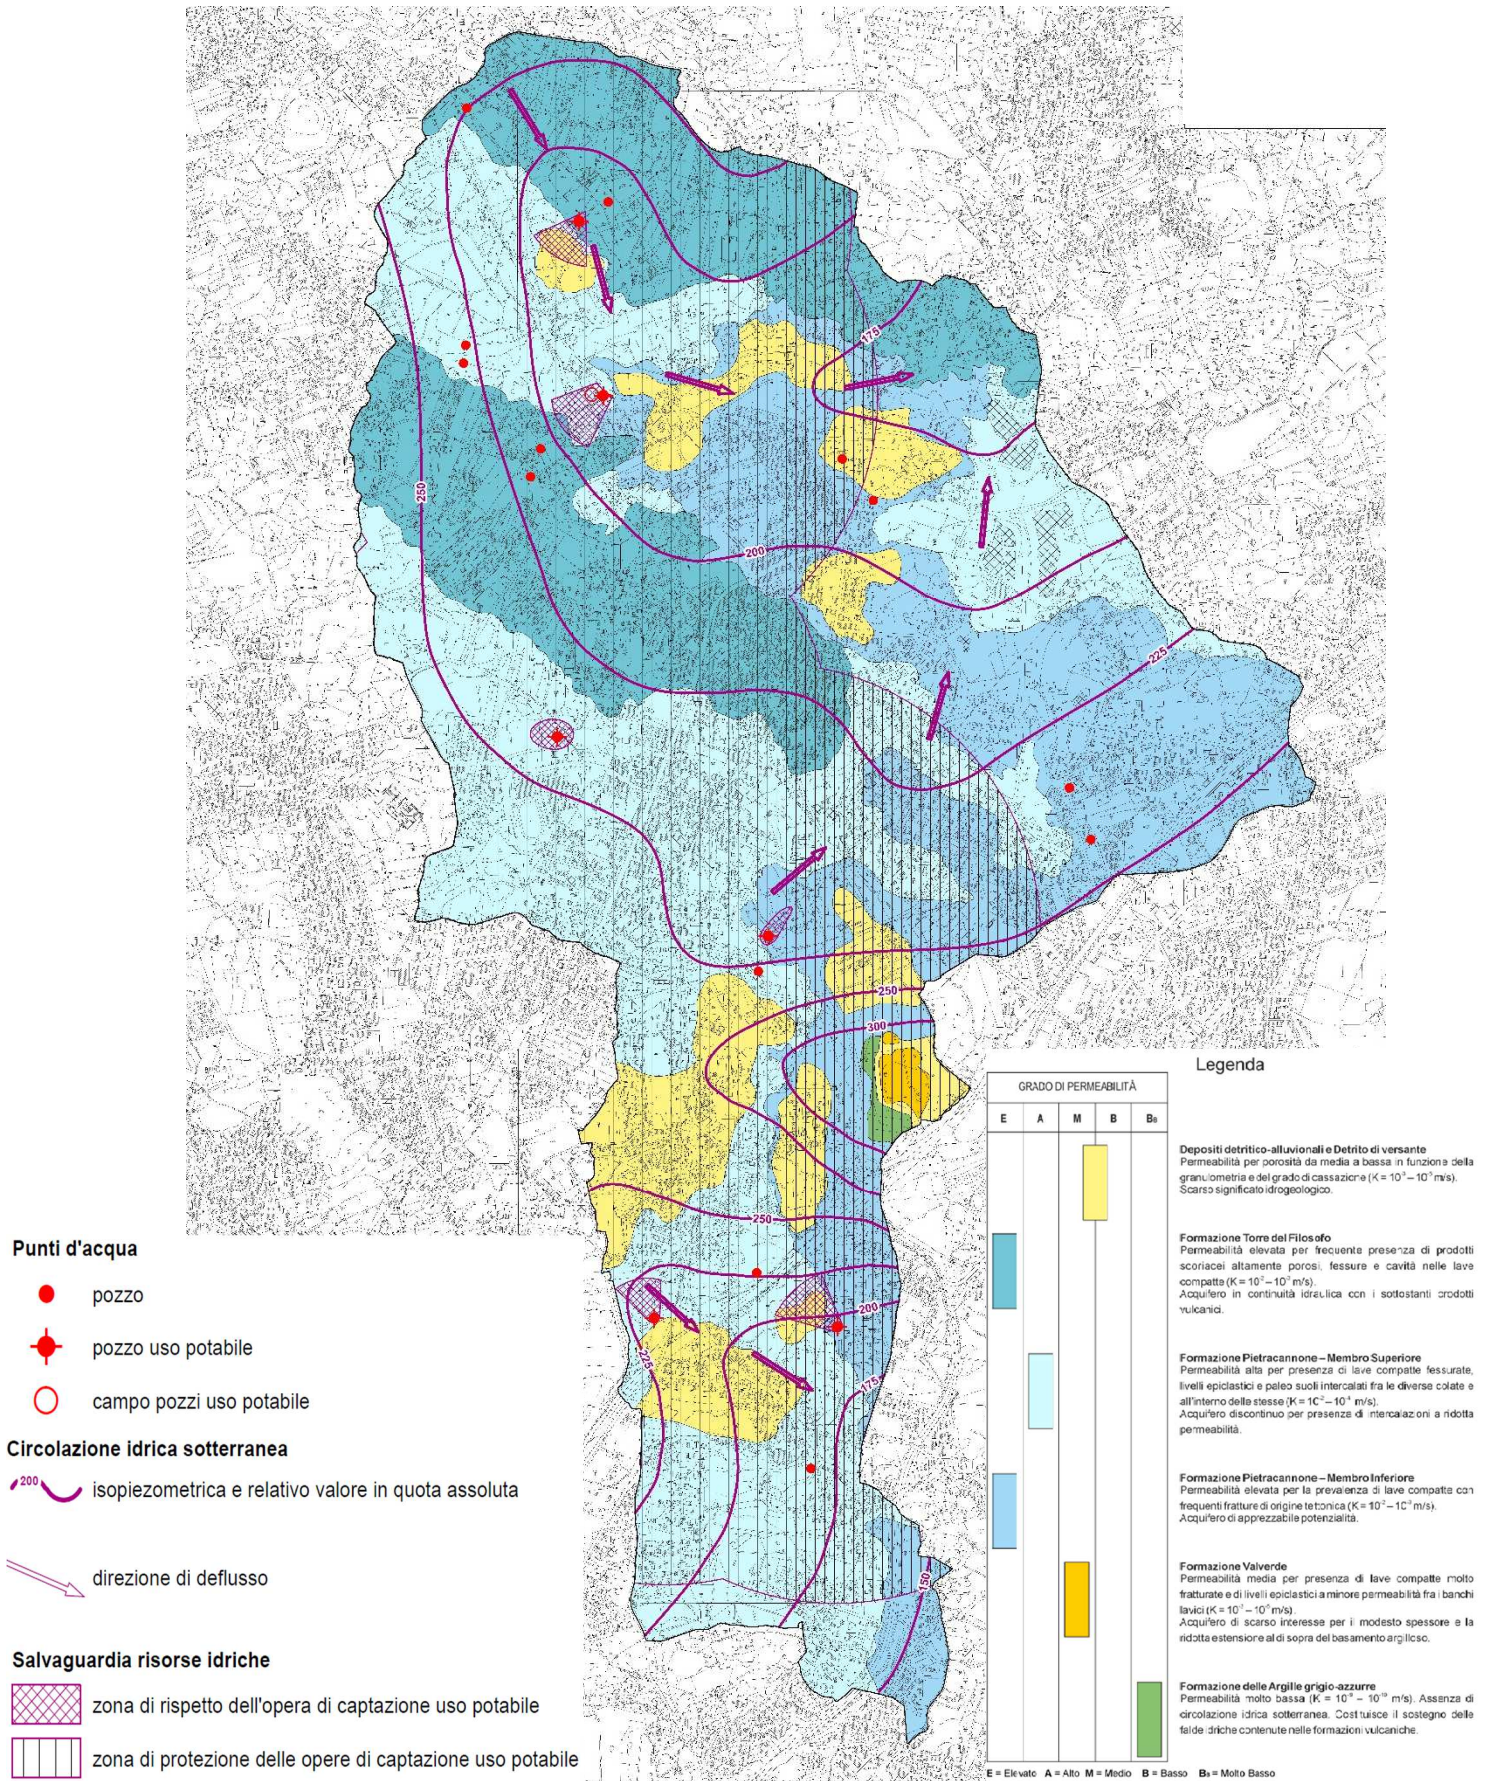 175
250
200
225
250
300
250
200
225
175
150
Punti d'acqua
pozzo
pozzo uso potabile
campo pozzi uso potabile
Circolazione idrica sotterranea
200
isopiezometrica e relativo valore in quota assoluta
direzione di deflusso
Salvaguardia risorse idriche
zona di rispetto dell'opera di captazione uso potabile
zona di protezione delle opere di captazione uso potabile
Legenda
GRADO DI PERMEABILITÀ
E A M B B₈
Depositi detritico-alluvionali e Detrito di versante
Permeabilità per porosità da media a bassa in funzione della
granulometria e del grado di cassazione (K = 10⁻³ – 10⁻⁵ m/s).
Scarso significato idrogeologico.
Formazione Torre del Filosofo
Permeabilità elevata per frequente presenza di prodotti
scoriacei altamente porosi, fessure e cavità nelle lave
compatte (K = 10⁻² – 10⁻³ m/s).
Acquifero in continuità idraulica con i sottostanti prodotti
vulcanici.
Formazione Pietracannone – Membro Superiore
Permeabilità alta per presenza di lave compatte fessurate,
livelli epiclastici e paleo suoli intercalati fra le diverse colate e
all'interno delle stesse (K = 10⁻² – 10⁻⁴ m/s).
Acquifero discontinuo per presenza di intercalazioni a ridotta
permeabilità.
Formazione Pietracannone – Membro Inferiore
Permeabilità elevata per la prevalenza di lave compatte con
frequenti fratture di origine tettonica (K = 10⁻² – 10⁻³ m/s).
Acquifero di apprezzabile potenzialità.
Formazione Valverde
Permeabilità media per presenza di lave compatte molto
fratturate e di livelli epiclastici a minore permeabilità fra i banchi
lavici (K = m/s).
Acquifero di scarso interesse per il modesto spessore e la
ridotta estensione al di sopra del basamento argilloso.
Formazione delle Argille grigio-azzurre
Permeabilità molto bassa (K = 10⁻⁹ – 10⁻¹⁰ m/s). Assenza di
circolazione idrica sotterranea. Costituisce il sostegno delle
falde idriche contenute nelle formazioni vulcaniche.
E = Elevato A = Alto M = Medio B = Basso B₈ = Molto Basso